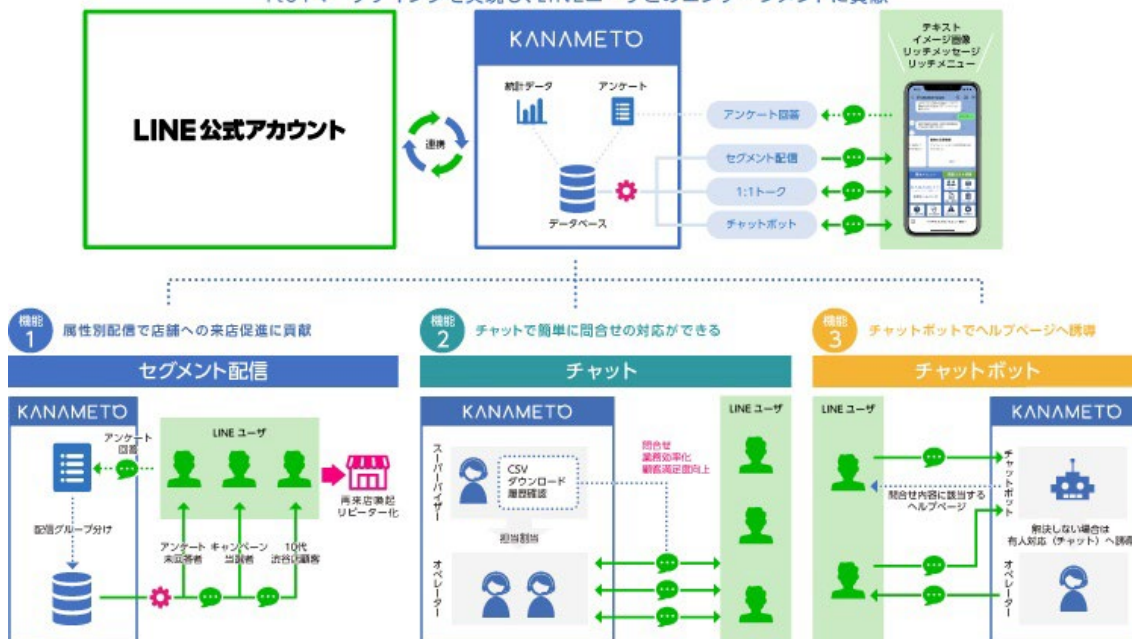 KANAMETO
テキスト
イメージ画像
リッチメッセージ
リッチメニュー
LINE公式アカウント
連携
統計データ
アンケート
データベース
アンケート回答
セグメント配信
1:1トーク
チャットボット
機能
1
属性別配信で店舗への来店促進に貢献
セグメント配信
KANAMETO
アンケート
回答
LINE ユーザ
配信グループ分け
アンケート
未回答者
キャンペーン
当選者
10代
渋谷店顧客
再来店喚起
リピーター化
機能
2
チャットで簡単に問合せの対応ができる
チャット
KANAMETO
LINE ユーザ
スーパーバイザー
CSV
ダウンロード
履歴確認
問合せ
業務効率化
顧客満足度向上
担当割当
オペレーター
機能
3
チャットボットでヘルプページへ誘導
チャットボット
LINE ユーザ
KANAMETO
チャットボット
問合せ内容に該当する
ヘルプページ
解決しない場合は
有人対応（チャット）へ誘導
オペレーター